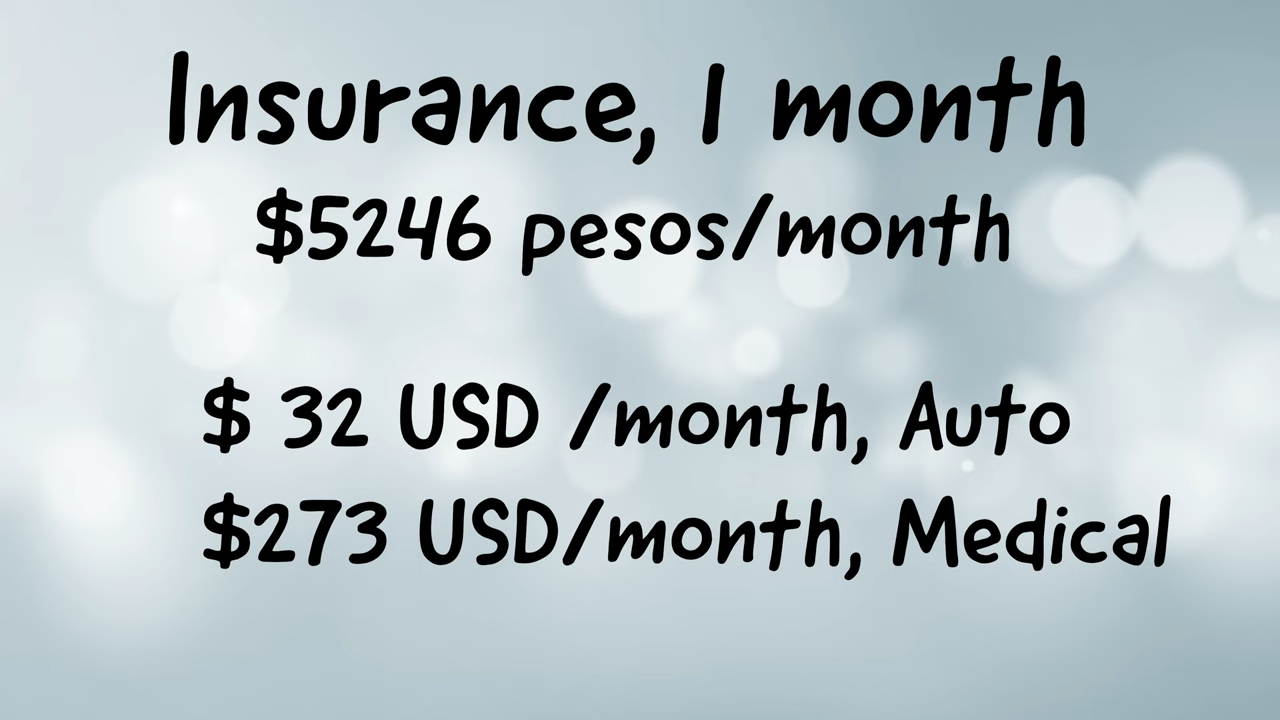 Insurance, 1 month
$5246 pesos/month
$ 32 USD /month, Auto
$273 USD/month, Medical